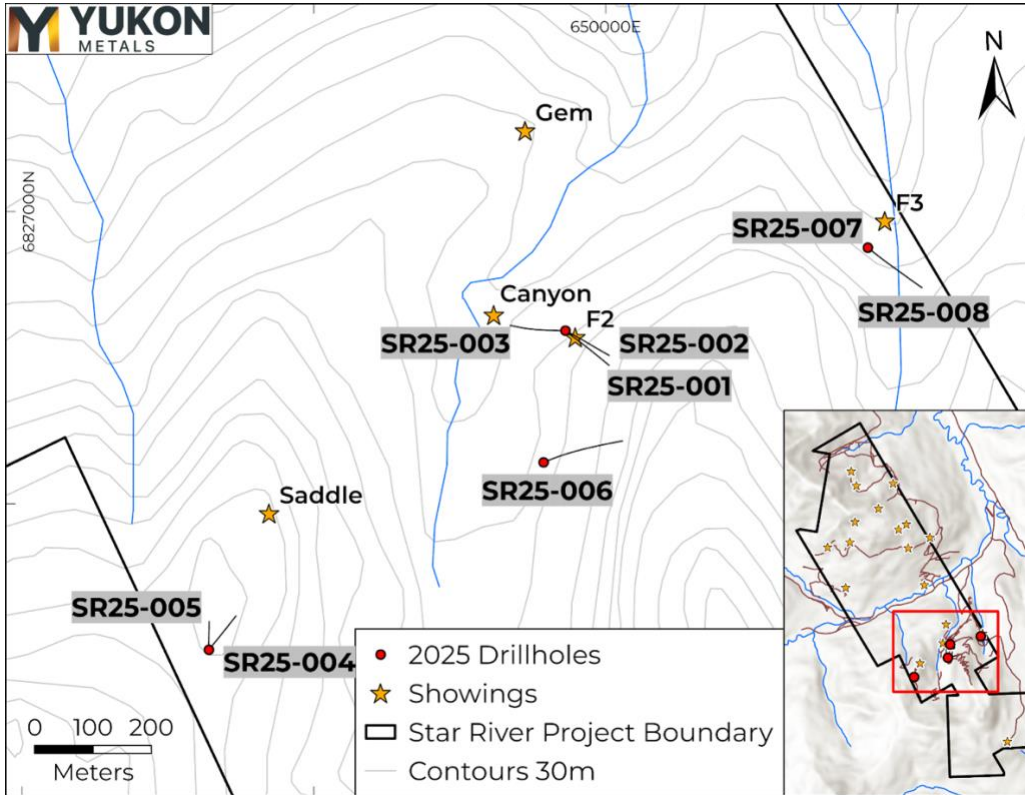 YUKON
METALS
650000E
N
Gem
6827000N
F3
SR25-007
Canyon
SR25-008
F2
SR25-003
SR25-002
SR25-001
SR25-006
Saddle
SR25-005
SR25-004
0 100 200
Meters
2025 Drillholes
Showings
Star River Project Boundary
Contours 30m